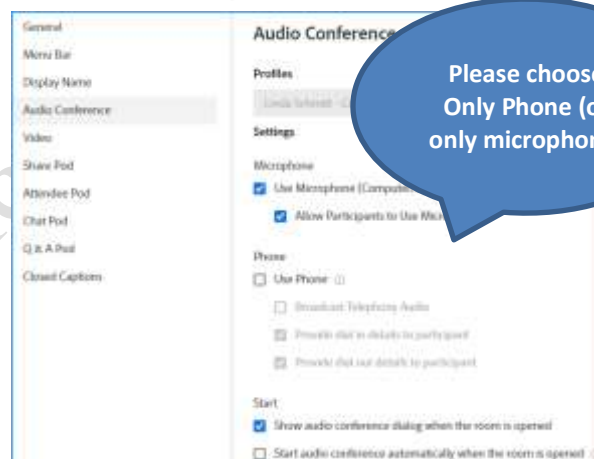 General
Menu Bar
Display Name
Audio Conference
Video
Share Pod
Attendee Pod
Chat Pod
Q & A Pod
Closed Captions
Audio Conference
Profiles
Settings
Microphone
Use Microphone (Computer
Allow Participants to Use Micr
Phone
Use Phone
Broadcast Telephony Audio
Provide dial in details to participant
Provide dial out details to participant
Start
Show audio conference dialog when the room is opened
Start audio conference automatically when the room is opened
Please choose
Only Phone (o
only microphon